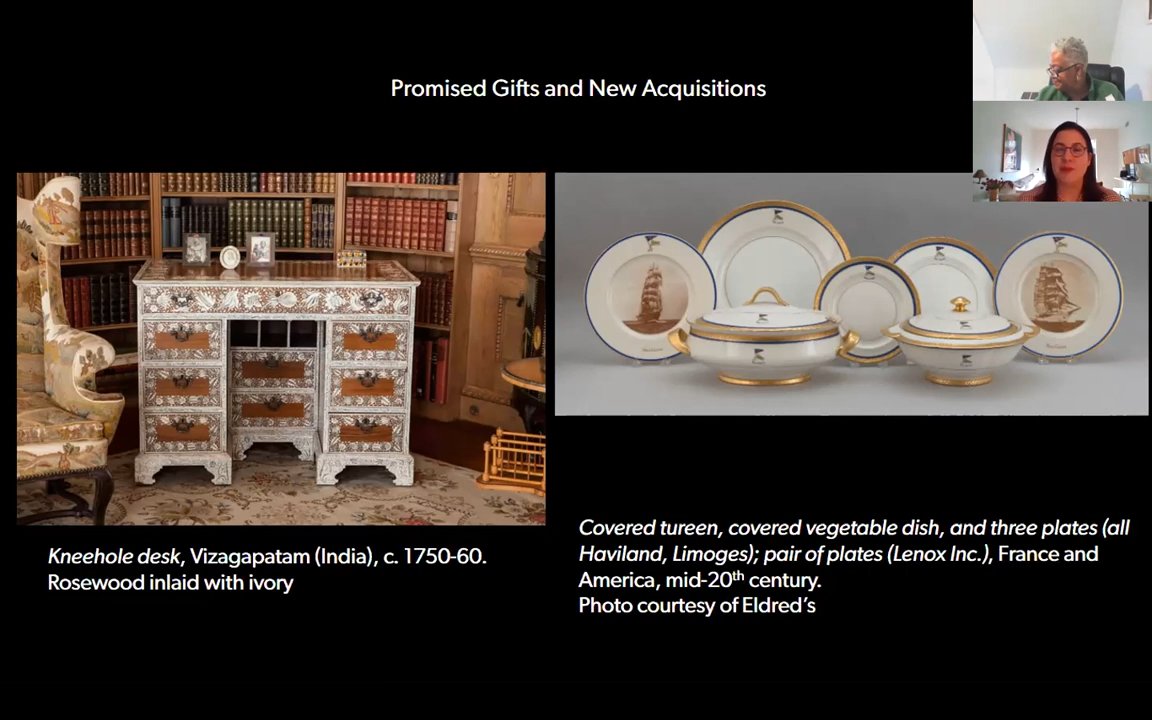 Promised Gifts and New Acquisitions
Kneehole desk, Vizagapatam (India), c. 1750-60.
Rosewood inlaid with ivory
Covered tureen, covered vegetable dish, and three plates (all
Haviland, Limoges); pair of plates (Lenox Inc.), France and
America, mid-20th century.
Photo courtesy of Eldred’s